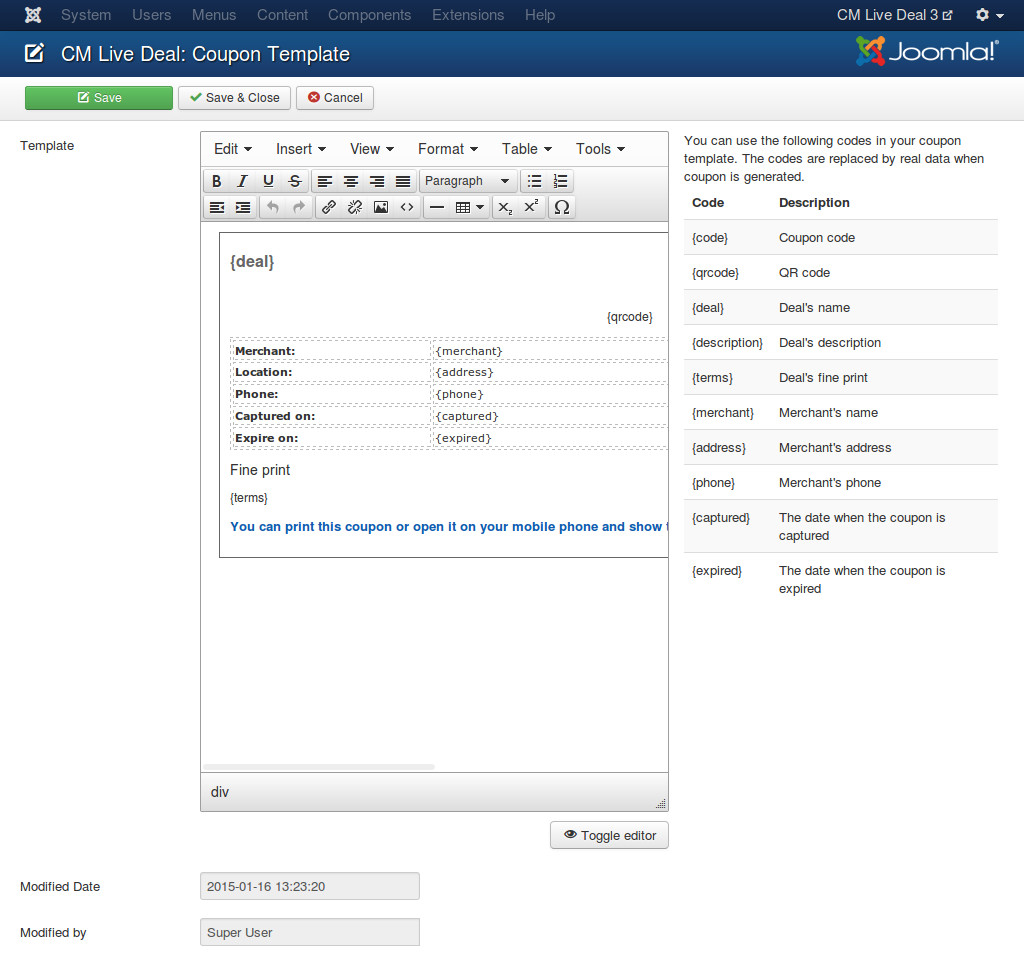 System Users Menus Content Components Extensions Help CM Live Deal 3
CM Live Deal: Coupon Template Joomla!®
Save Save & Close Cancel
Template
Edit Insert View Format Table Tools
B I U S Paragraph
<> X₂ X² Ω
{deal}
{qrcode}
Merchant: {merchant}
Location: {address}
Phone: {phone}
Captured on: {captured}
Expire on: {expired}
Fine print
{terms}
You can print this coupon or open it on your mobile phone and show
div
Toggle editor
You can use the following codes in your coupon
template. The codes are replaced by real data when
coupon is generated.
Code Description
{code} Coupon code
{qrcode} QR code
{deal} Deal's name
{description} Deal's description
{terms} Deal's fine print
{merchant} Merchant's name
{address} Merchant's address
{phone} Merchant's phone
{captured} The date when the coupon is
captured
{expired} The date when the coupon is
expired
Modified Date 2015-01-16 13:23:20
Modified by Super User